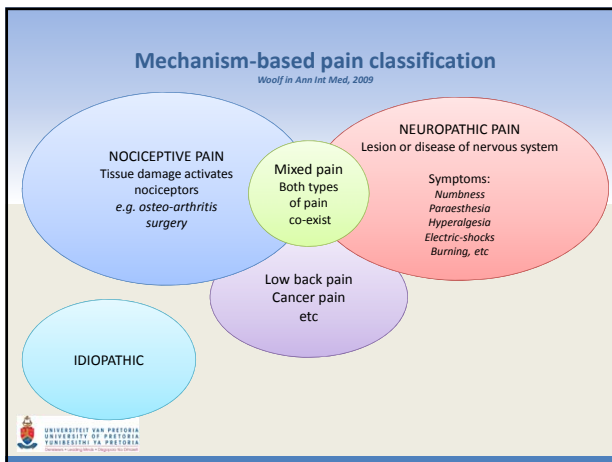 Mechanism-based pain classification
Woolf in Ann Int Med, 2009
NOCICEPTIVE PAIN
Tissue damage activates
nociceptors
e.g. osteo-arthritis
surgery
Mixed pain
Both types
of pain
co-exist
NEUROPATHIC PAIN
Lesion or disease of nervous system
Symptoms:
Numbness
Paraesthesia
Hyperalgesia
Electric-shocks
Burning, etc
Low back pain
Cancer pain
etc
IDIOPATHIC
UNIVERSITEIT VAN PRETORIA
UNIVERSITY OF PRETORIA
YUNIBESITHI YA PRETORIA